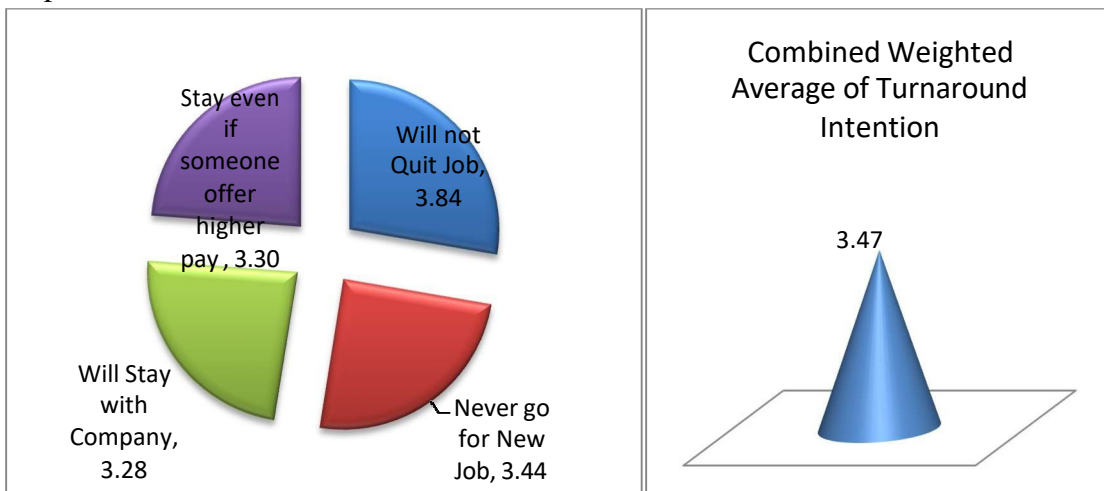 Stay even
if
someone
offer
higher
pay , 3.30
Will not
Quit Job,
3.84
Will Stay
with
Company,
3.28
Never go
for New
Job, 3.44
Combined Weighted
Average of Turnaround
Intention
3.47